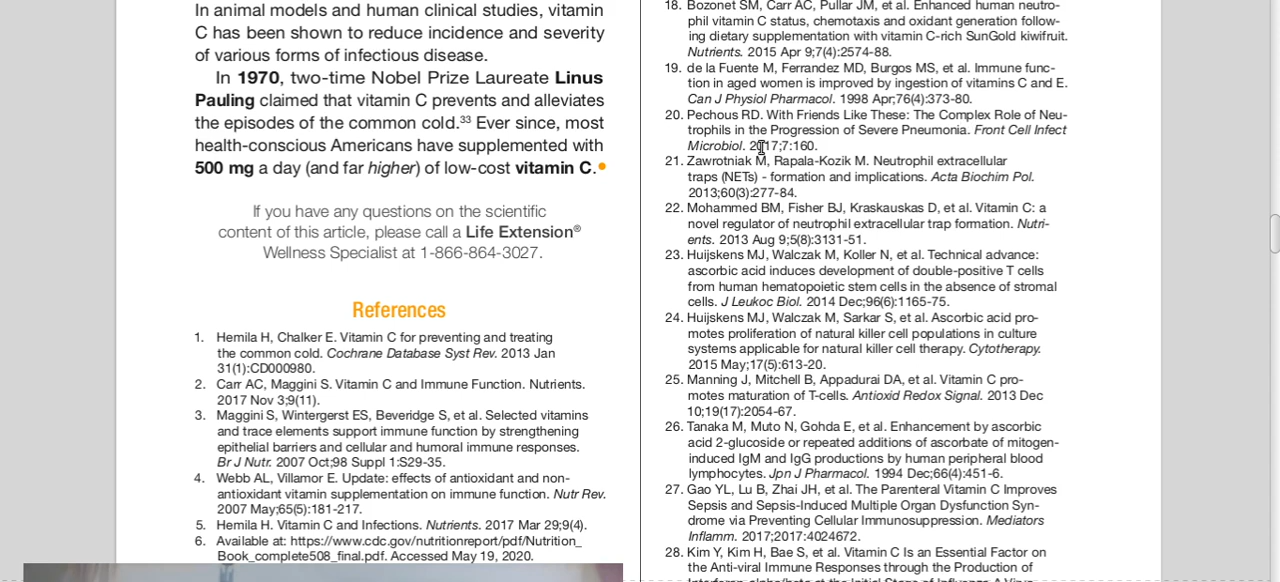 In animal models and human clinical studies, vitamin
C has been shown to reduce incidence and severity
of various forms of infectious disease.
In 1970, two-time Nobel Prize Laureate Linus
Pauling claimed that vitamin C prevents and alleviates
the episodes of the common cold.³³ Ever since, most
health-conscious Americans have supplemented with
500 mg a day (and far higher) of low-cost vitamin C.•
If you have any questions on the scientific
content of this article, please call a Life Extension®
Wellness Specialist at 1-866-864-3027.
References
1. Hemila H, Chalker E. Vitamin C for preventing and treating
the common cold. Cochrane Database Syst Rev. 2013 Jan
31(1):CD000980.
2. Carr AC, Maggini S. Vitamin C and Immune Function. Nutrients.
2017 Nov 3;9(11).
3. Maggini S, Wintergerst ES, Beveridge S, et al. Selected vitamins
and trace elements support immune function by strengthening
epithelial barriers and cellular and humoral immune responses.
Br J Nutr. 2007 Oct;98 Suppl 1:S29-35.
4. Webb AL, Villamor E. Update: effects of antioxidant and non-
antioxidant vitamin supplementation on immune function. Nutr Rev.
2007 May;65(5):181-217.
5. Hemila H. Vitamin C and Infections. Nutrients. 2017 Mar 29;9(4).
6. Available at: https://www.cdc.gov/nutritionreport/pdf/Nutrition_
Book_complete508_final.pdf. Accessed May 19, 2020.
18. Bozonet SM, Carr AC, Pullar JM, et al. Enhanced human neutro-
phil vitamin C status, chemotaxis and oxidant generation follow-
ing dietary supplementation with vitamin C-rich SunGold kiwifruit.
Nutrients. 2015 Apr 9;7(4):2574-88.
19. de la Fuente M, Ferrandez MD, Burgos MS, et al. Immune func-
tion in aged women is improved by ingestion of vitamins C and E.
Can J Physiol Pharmacol. 1998 Apr;76(4):373-80.
20. Pechous RD. With Friends Like These: The Complex Role of Neu-
trophils in the Progression of Severe Pneumonia. Front Cell Infect
Microbiol. 2017;7:160.
21. Zawrotniak M, Rapala-Kozik M. Neutrophil extracellular
traps (NETs) - formation and implications. Acta Biochim Pol.
2013;60(3):277-84.
22. Mohammed BM, Fisher BJ, Kraskauskas D, et al. Vitamin C: a
novel regulator of neutrophil extracellular trap formation. Nutri-
ents. 2013 Aug 9;5(8):3131-51.
23. Huijskens MJ, Walczak M, Koller N, et al. Technical advance:
ascorbic acid induces development of double-positive T cells
from human hematopoietic stem cells in the absence of stromal
cells. J Leukoc Biol. 2014 Dec;96(6):1165-75.
24. Huijskens MJ, Walczak M, Sarkar S, et al. Ascorbic acid pro-
motes proliferation of natural killer cell populations in culture
systems applicable for natural killer cell therapy. Cytotherapy.
2015 May;17(5):613-20.
25. Manning J, Mitchell B, Appadurai DA, et al. Vitamin C pro-
motes maturation of T-cells. Antioxid Redox Signal. 2013 Dec
10;19(17):2054-67.
26. Tanaka M, Muto N, Gohda E, et al. Enhancement by ascorbic
acid 2-glucoside or repeated additions of ascorbate of mitogen-
induced IgM and IgG productions by human peripheral blood
lymphocytes. Jpn J Pharmacol. 1994 Dec;66(4):451-6.
27. Gao YL, Lu B, Zhai JH, et al. The Parenteral Vitamin C Improves
Sepsis and Sepsis-Induced Multiple Organ Dysfunction Syn-
drome via Preventing Cellular Immunosuppression. Mediators
Inflamm. 2017;2017:4024672.
28. Kim Y, Kim H, Bae S, et al. Vitamin C Is an Essential Factor on
the Anti-viral Immune Responses through the Production of